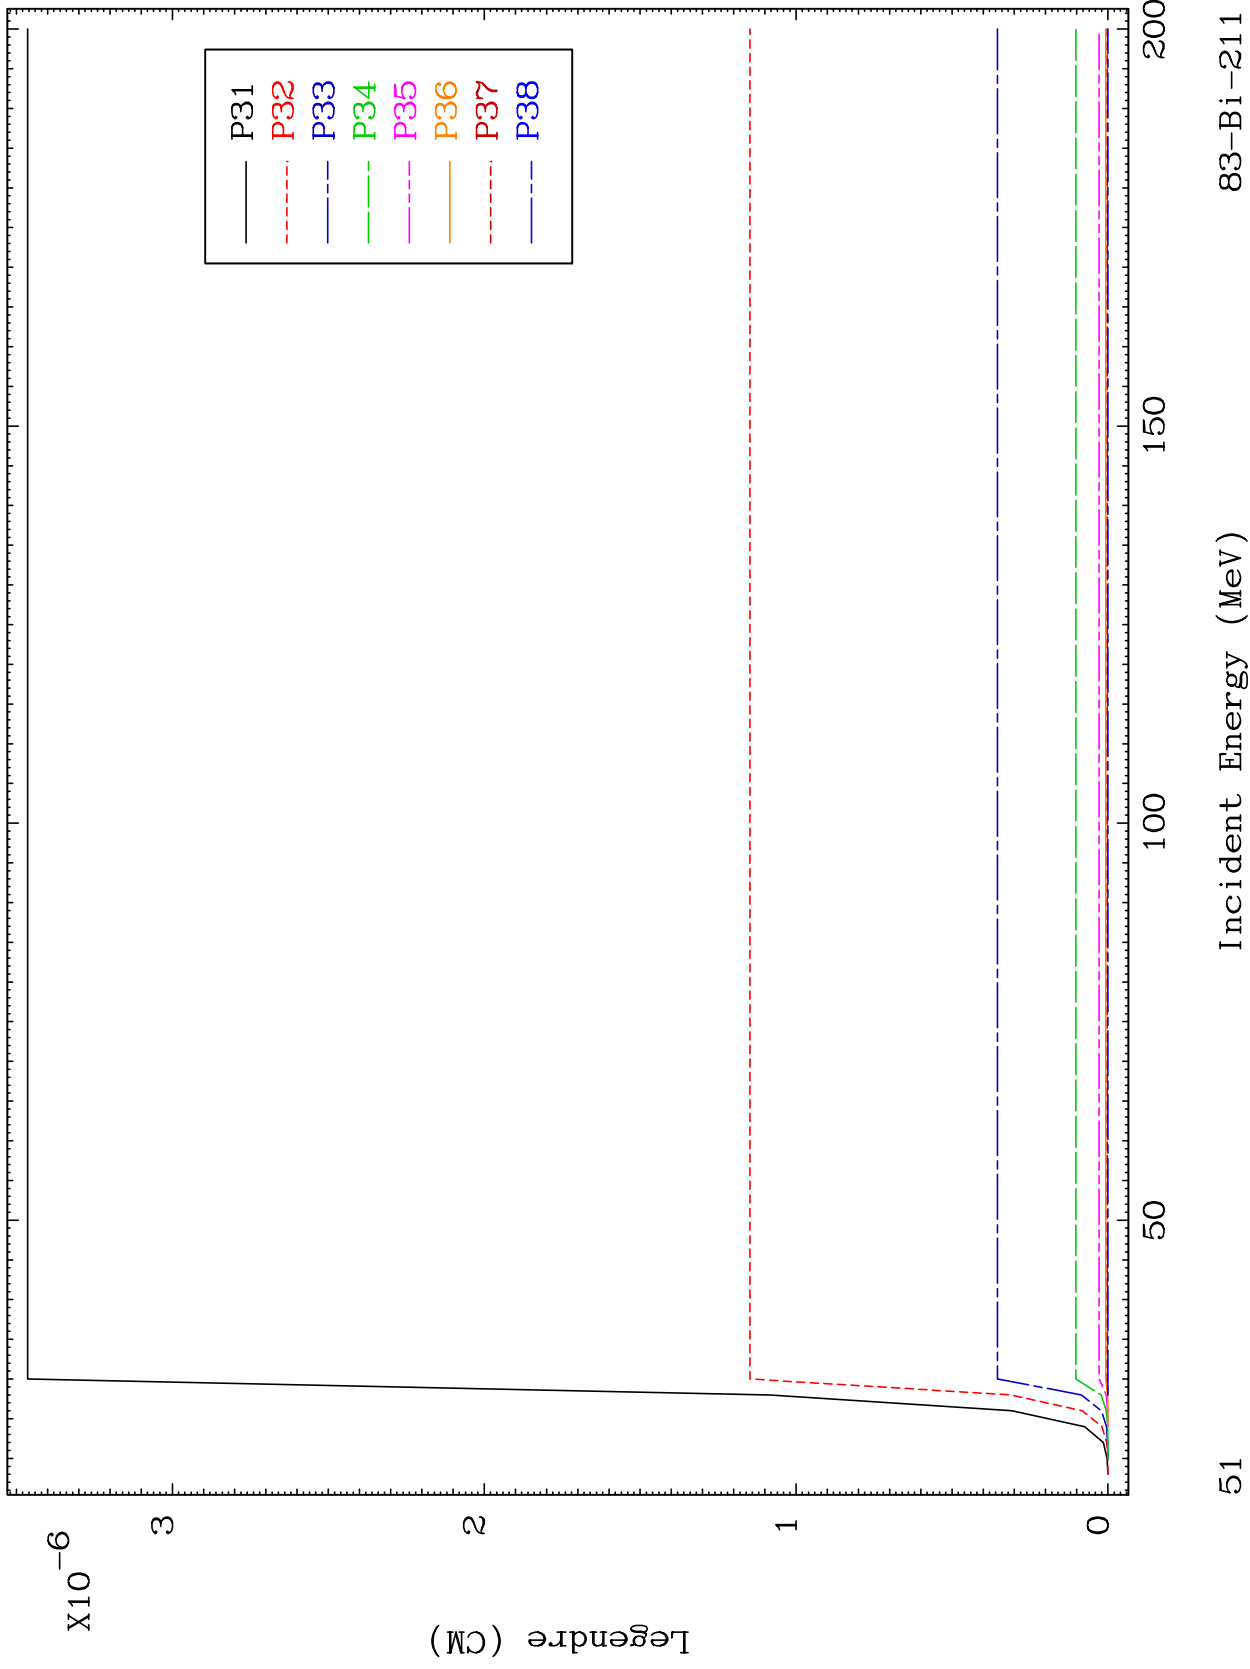 X10⁻⁶
Legendre (CM)
3
2
1
0
P31
P32
P33
P34
P35
P36
P37
P38
50
100
150
200
51
Incident Energy (MeV)
83-Bi-211